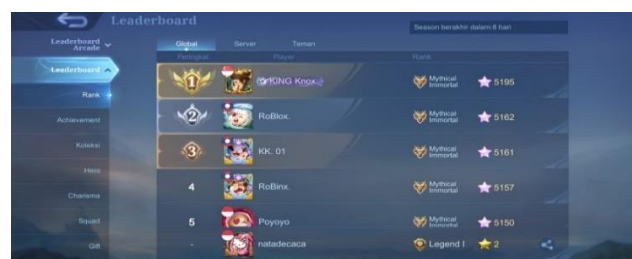 Leaderboard
Season berakhir dalam 6 hari
Leaderboard
Arcade
Leaderboard
Rank
Achievement
Koleksi
Hero
Charisma
Squad
Gift
Global Server Teman
Peringkat Player Rank
1 KING Knox Mythical Immortal 5195
2 RoBlox. Mythical Immortal 5162
3 KK. 01 Mythical Immortal 5161
4 RoBinx. Mythical Immortal 5157
5 Poyoyo Mythical Immortal 5150
- natadecaca Legend I 2